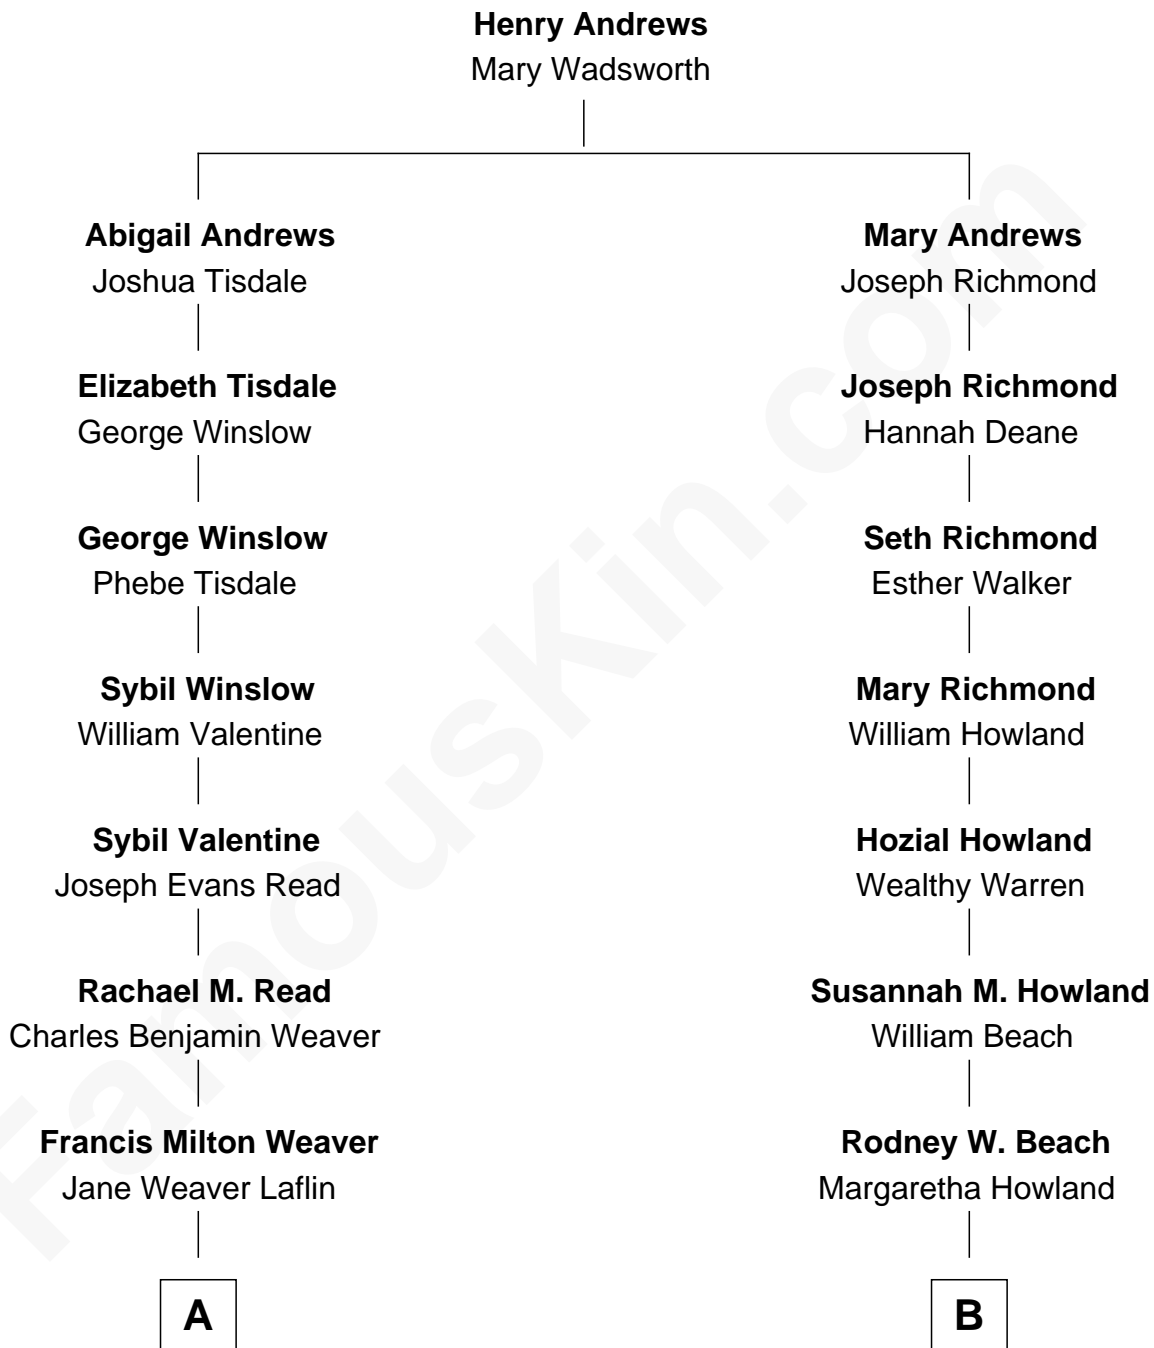 Henry Andrews
Mary Wadsworth
Abigail Andrews
Joshua Tisdale
Mary Andrews
Joseph Richmond
Elizabeth Tisdale
George Winslow
Joseph Richmond
Hannah Deane
George Winslow
Phebe Tisdale
Seth Richmond
Esther Walker
Sybil Winslow
William Valentine
Mary Richmond
William Howland
Sybil Valentine
Joseph Evans Read
Hozial Howland
Wealthy Warren
Rachael M. Read
Charles Benjamin Weaver
Susannah M. Howland
William Beach
Francis Milton Weaver
Jane Weaver Laflin
Rodney W. Beach
Margaretha Howland
A
B
FamousKin.com